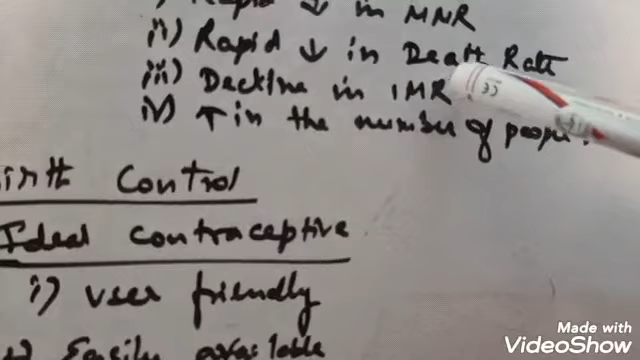 i) Rapid ↓ in MNR
ii) Rapid ↓ in Death Rate
iii) Decline in IMR
iv) ↑ in the number of people.
Control
Ideal contraceptive
i) User friendly
Easily available
Made with
VideoShow